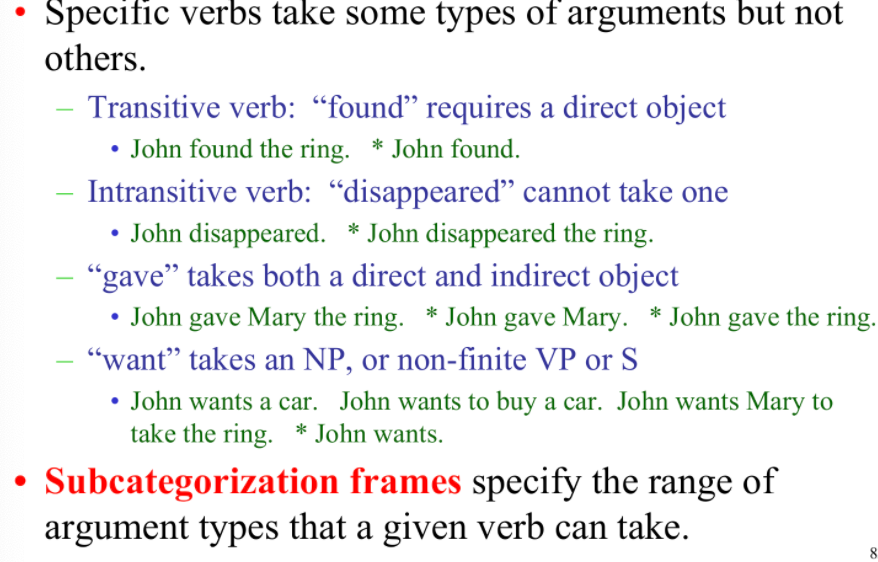 • Specific verbs take some types of arguments but not
others.
– Transitive verb: “found” requires a direct object
• John found the ring. * John found.
– Intransitive verb: “disappeared” cannot take one
• John disappeared. * John disappeared the ring.
– “gave” takes both a direct and indirect object
• John gave Mary the ring. * John gave Mary. * John gave the ring.
– “want” takes an NP, or non-finite VP or S
• John wants a car. John wants to buy a car. John wants Mary to
take the ring. * John wants.
• Subcategorization frames specify the range of
argument types that a given verb can take.
8